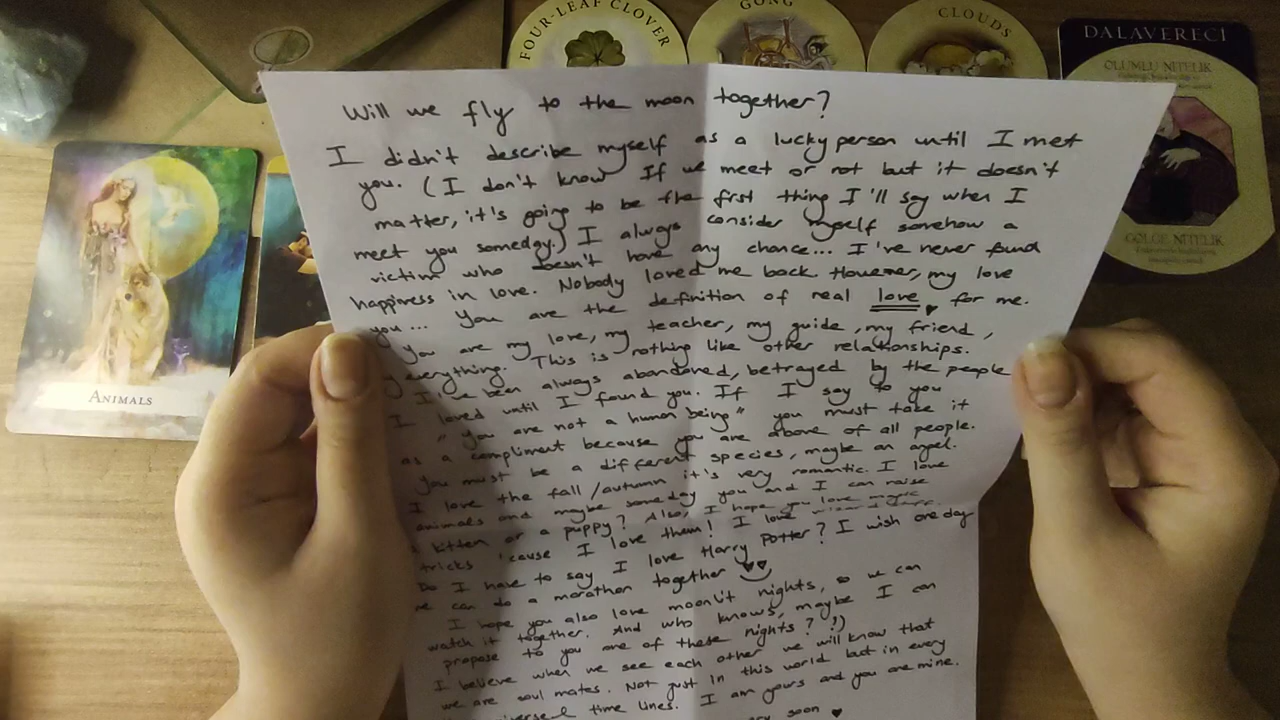 FOUR-LEAF CLOVER
GONG
CLOUDS
DALAVERECI
OLUMLU NİTELİK
GÖLGE NİTELİK
ANIMALS
Will we fly to the moon together?
I didn't describe myself as a lucky person until I met
you. (I don't know If we meet or not but it doesn't
matter, it's going to be the first thing I'll say when I
meet you someday.) I always consider myself somehow a
victim who doesn't have any chance... I've never found
happiness in love. Nobody loved me back. However, my love
you... You are the definition of real love for me.
You are my love, my teacher, my guide, my friend,
my everything. This is nothing like other relationships.
I've been always abandoned, betrayed by the people
I loved until I found you. If I say to you
"You are not a human being" you must take it
as a compliment because you are above of all people.
You must be a different species, maybe an angel.
I love the fall/autumn it's very romantic. I love
animals and maybe someday you and I can raise
a kitten or a puppy? Also, I hope you love magic
tricks 'cause I love them! I love wizard
Do I have to say I love Harry Potter? I wish one day
we can do a marathon together
I hope you also love moonlit nights, so we can
watch it together. And who knows, maybe I can
propose to you one of these nights? :)
I believe when we see each other we will know that
we are soul mates. Not just in this world but in every
time lines. I am yours and you are mine.
soon